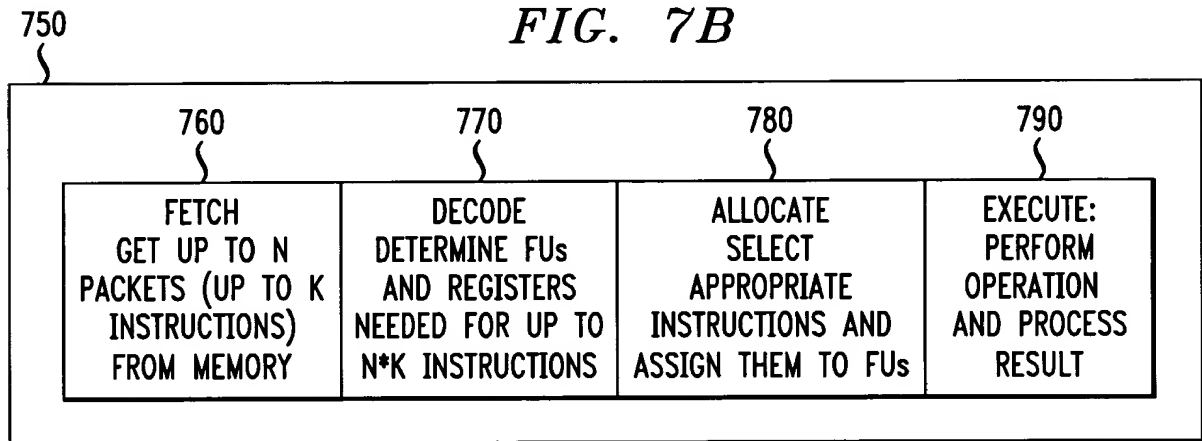 FIG. 7B
750
760
FETCH
GET UP TO N
PACKETS (UP TO K
INSTRUCTIONS)
FROM MEMORY
770
DECODE
DETERMINE FUs
AND REGISTERS
NEEDED FOR UP TO
N*K INSTRUCTIONS
780
ALLOCATE
SELECT
APPROPRIATE
INSTRUCTIONS AND
ASSIGN THEM TO FUs
790
EXECUTE:
PERFORM
OPERATION
AND PROCESS
RESULT